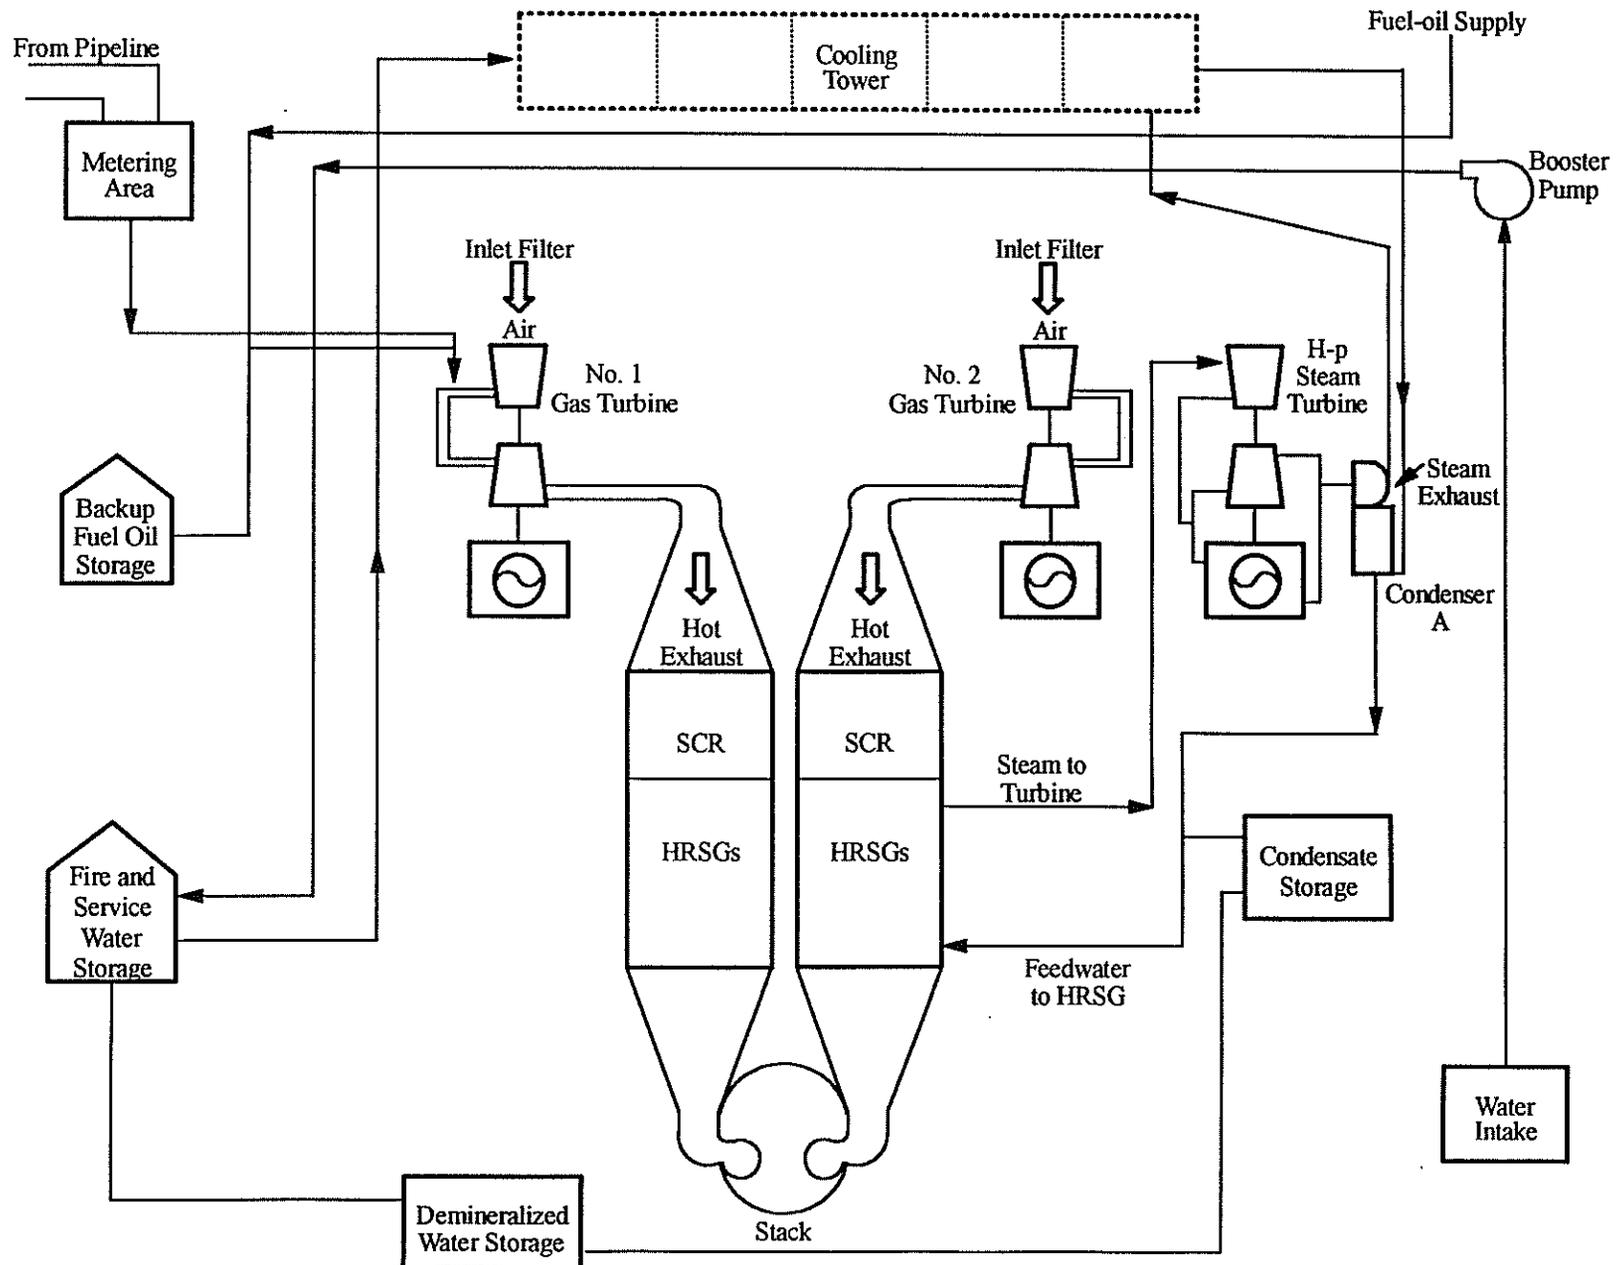 Fuel-oil Supply
From Pipeline
Cooling
Tower
Metering
Area
Booster
Pump
Inlet Filter
Inlet Filter
Air
Air
No. 1
Gas Turbine
No. 2
Gas Turbine
H-p
Steam
Turbine
Steam
Exhaust
Backup
Fuel Oil
Storage
Condenser
A
Hot
Exhaust
Hot
Exhaust
SCR
SCR
Steam to
Turbine
HRSGs
HRSGs
Condensate
Storage
Fire and
Service
Water
Storage
Feedwater
to HRSG
Water
Intake
Demineralized
Water Storage
Stack